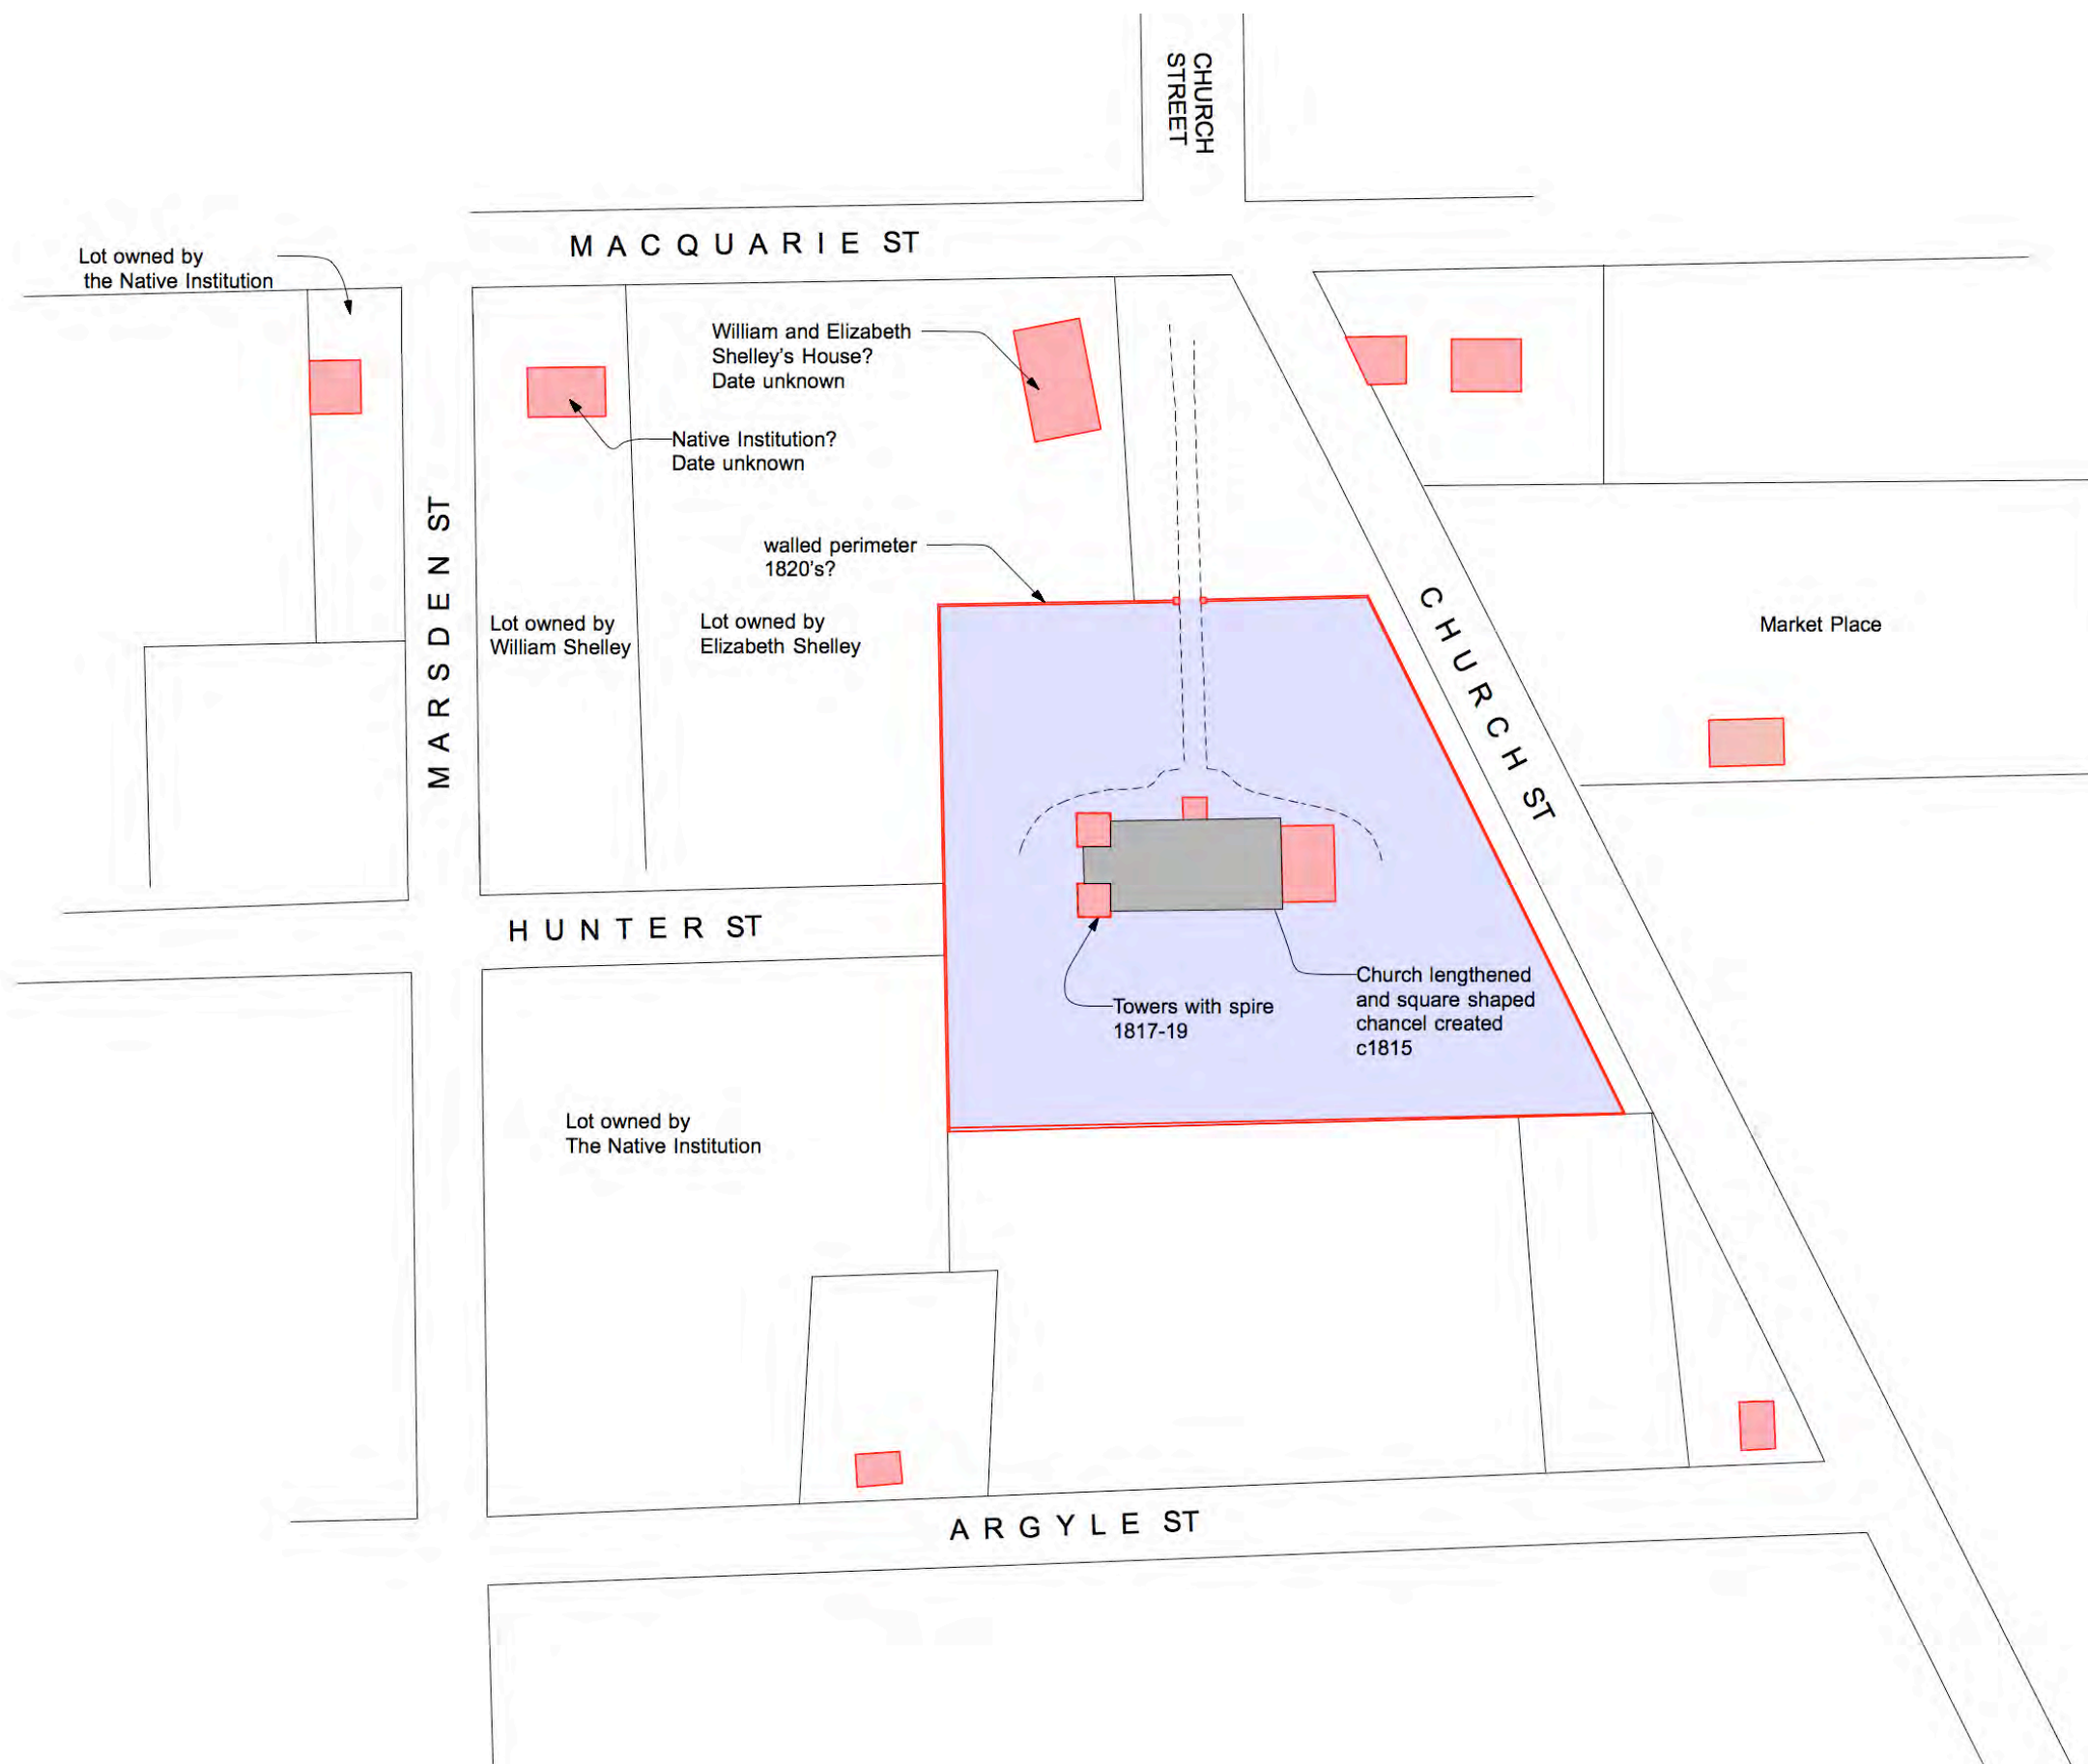 CHURCH
STREET
MACQUARIE ST
Lot owned by
the Native Institution
William and Elizabeth
Shelley's House?
Date unknown
Native Institution?
Date unknown
MARSDEN ST
walled perimeter
1820's?
Lot owned by
William Shelley
Lot owned by
Elizabeth Shelley
CHURCH ST
Market Place
HUNTER ST
Towers with spire
1817-19
Church lengthened
and square shaped
chancel created
c1815
Lot owned by
The Native Institution
ARGYLE ST